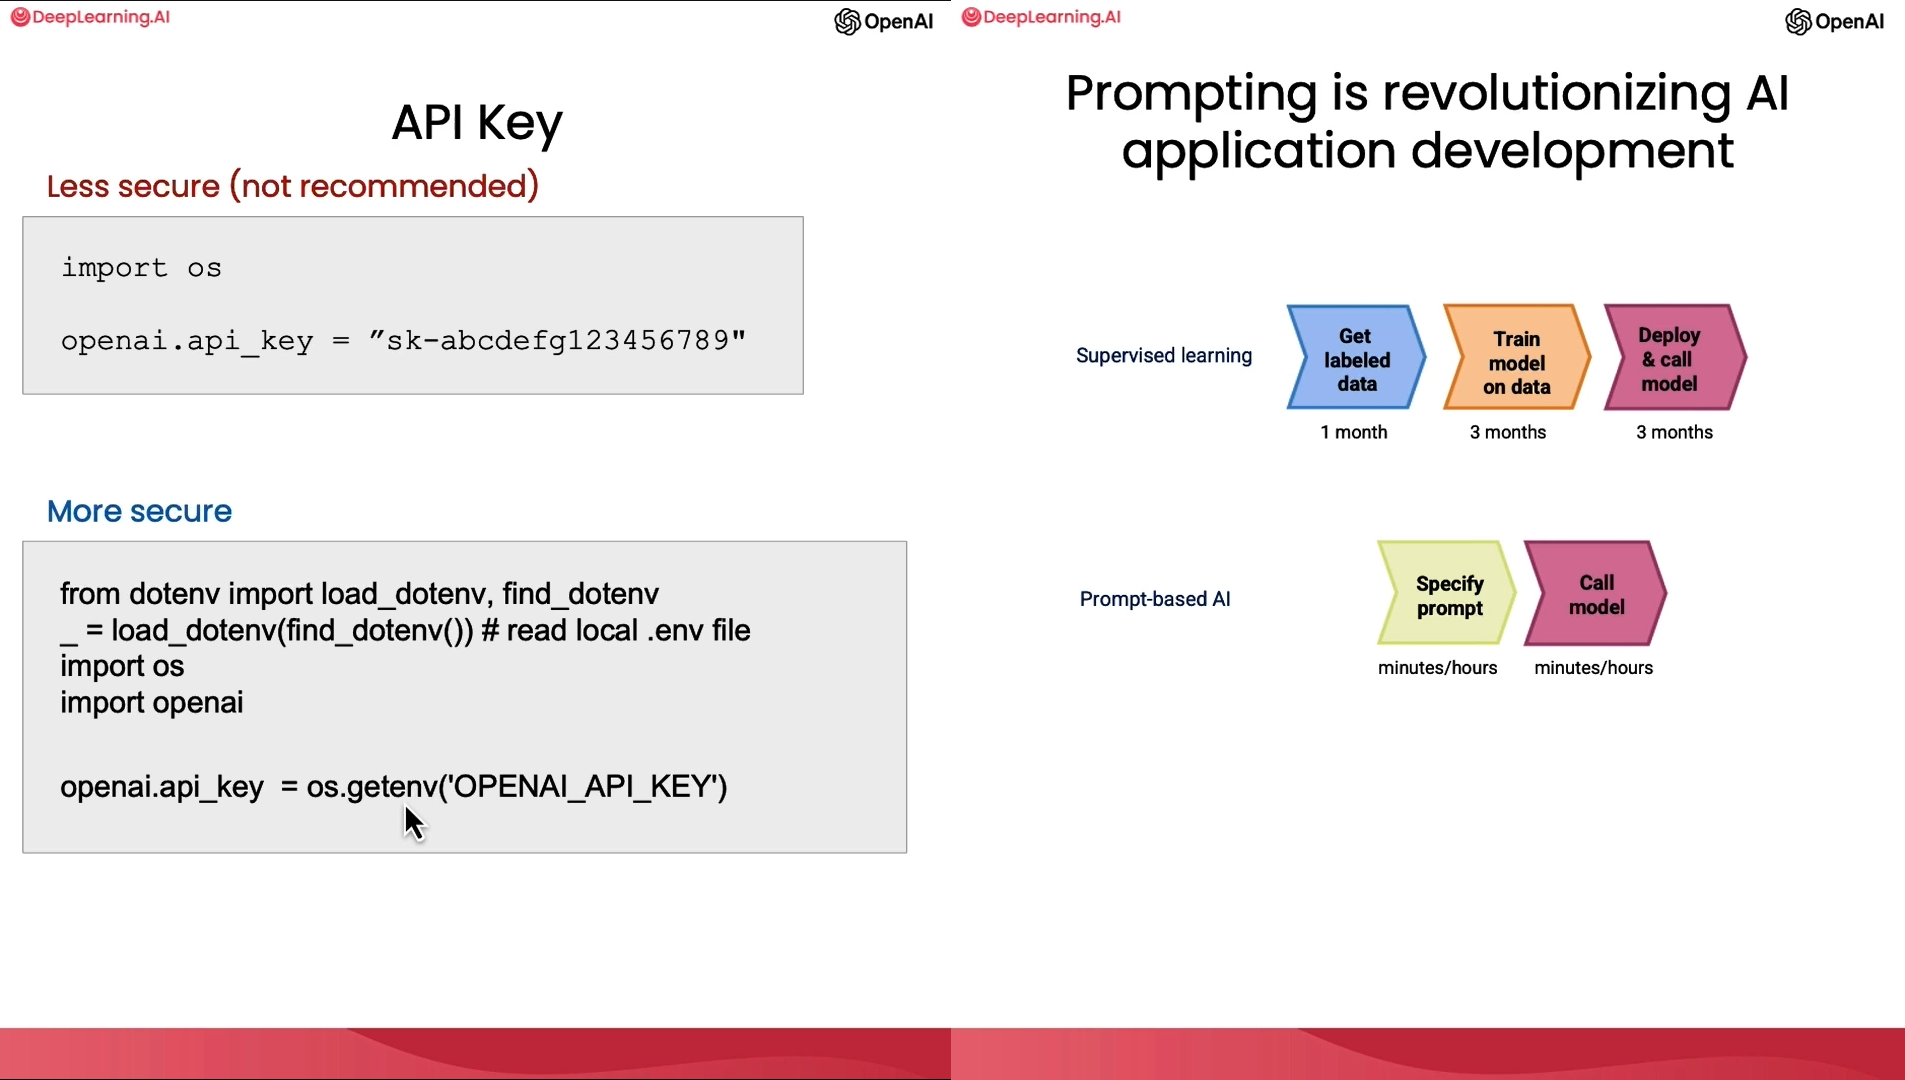 DeepLearning.AI
OpenAI
API Key
Less secure (not recommended)
import os
openai.api_key = ”sk-abcdefg123456789"
More secure
from dotenv import load_dotenv, find_dotenv
_ = load_dotenv(find_dotenv()) # read local .env file
import os
import openai
openai.api_key = os.getenv('OPENAI_API_KEY')
DeepLearning.AI
OpenAI
Prompting is revolutionizing AI
application development
Supervised learning
Get
labeled
data
1 month
Train
model
on data
3 months
Deploy
& call
model
3 months
Prompt-based AI
Specify
prompt
minutes/hours
Call
model
minutes/hours